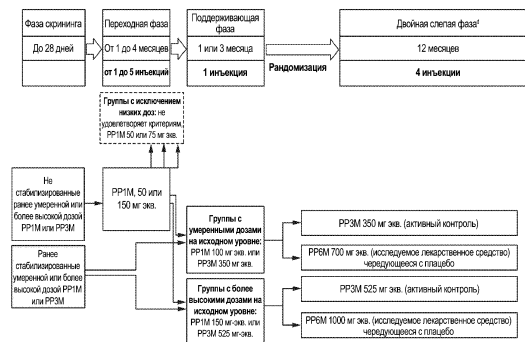 Фаза скрининга
До 28 дней
Переходная фаза
От 1 до 4 месяцев
от 1 до 5 инъекций
Поддерживающая
фаза
1 или 3 месяца
1 инъекция
Рандомизация
Двойная слепая фаза
12 месяцев
4 инъекции
Группы с исключением
низких доз: не
удовлетворяет критериям,
PP1M 50 или 75 мг экв.
Не
стабилизированные
ранее умеренной или
более высокой дозой
PP1M или PP3M
PP1M, 50 или
150 мг экв.
Ранее
стабилизированные
умеренной или более
высокой дозой PP1M
или PP3M
Группы с
умеренными дозами
на исходном уровне:
PP1M 100 мг экв. или
PP3M 350 мг экв.
Группы с более
высокими дозами на
исходном уровне:
PP1M 150 мг-экв. или
PP3M 525 мг-экв.
PP3M 350 мг экв. (активный контроль)
PP6M 700 мг экв. (исследуемое лекарственное средство)
чередующееся с плацебо
PP3M 525 мг экв. (активный контроль)
PP6M 1000 мг экв. (исследуемое лекарственное средство)
чередующееся с плацебо